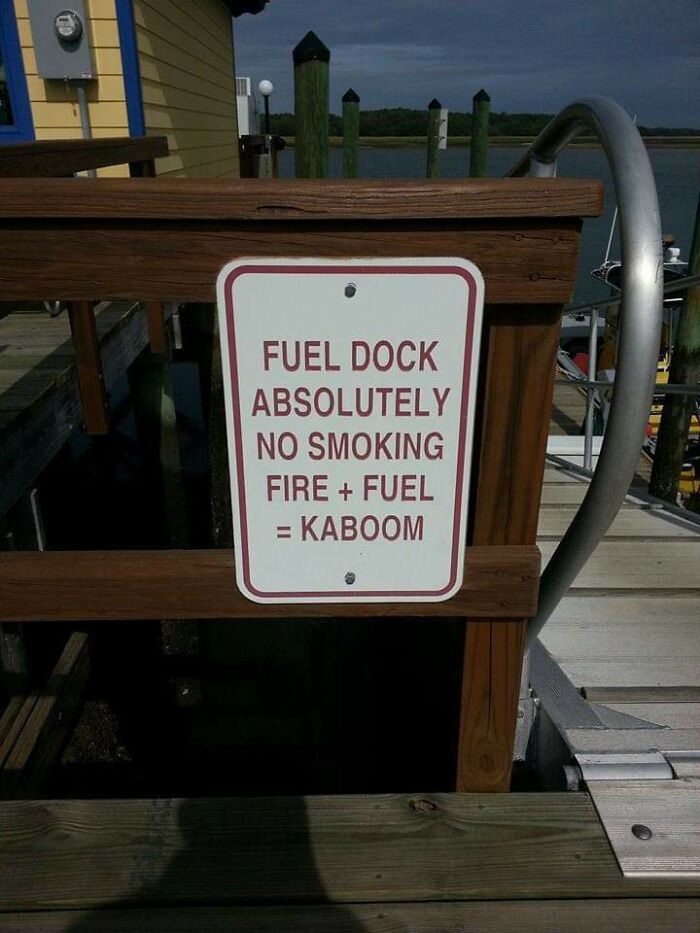 FUEL DOCK
ABSOLUTELY
NO SMOKING
FIRE + FUEL
= KABOOM